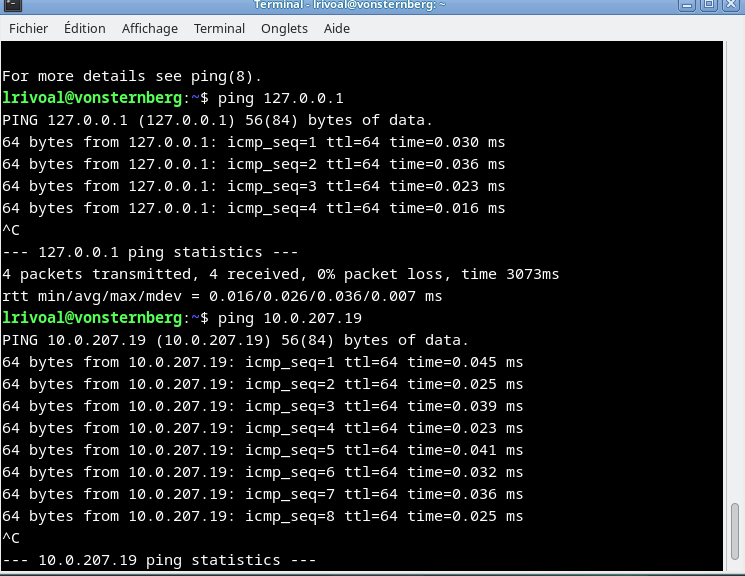 Terminal - lrivoal@vonsternberg: ~
Fichier Édition Affichage Terminal Onglets Aide
For more details see ping(8).
lrivoal@vonsternberg:~$ ping 127.0.0.1
PING 127.0.0.1 (127.0.0.1) 56(84) bytes of data.
64 bytes from 127.0.0.1: icmp_seq=1 ttl=64 time=0.030 ms
64 bytes from 127.0.0.1: icmp_seq=2 ttl=64 time=0.036 ms
64 bytes from 127.0.0.1: icmp_seq=3 ttl=64 time=0.023 ms
64 bytes from 127.0.0.1: icmp_seq=4 ttl=64 time=0.016 ms
^C
--- 127.0.0.1 ping statistics ---
4 packets transmitted, 4 received, 0% packet loss, time 3073ms
rtt min/avg/max/mdev = 0.016/0.026/0.036/0.007 ms
lrivoal@vonsternberg:~$ ping 10.0.207.19
PING 10.0.207.19 (10.0.207.19) 56(84) bytes of data.
64 bytes from 10.0.207.19: icmp_seq=1 ttl=64 time=0.045 ms
64 bytes from 10.0.207.19: icmp_seq=2 ttl=64 time=0.025 ms
64 bytes from 10.0.207.19: icmp_seq=3 ttl=64 time=0.039 ms
64 bytes from 10.0.207.19: icmp_seq=4 ttl=64 time=0.023 ms
64 bytes from 10.0.207.19: icmp_seq=5 ttl=64 time=0.041 ms
64 bytes from 10.0.207.19: icmp_seq=6 ttl=64 time=0.032 ms
64 bytes from 10.0.207.19: icmp_seq=7 ttl=64 time=0.036 ms
64 bytes from 10.0.207.19: icmp_seq=8 ttl=64 time=0.025 ms
^C
--- 10.0.207.19 ping statistics ---